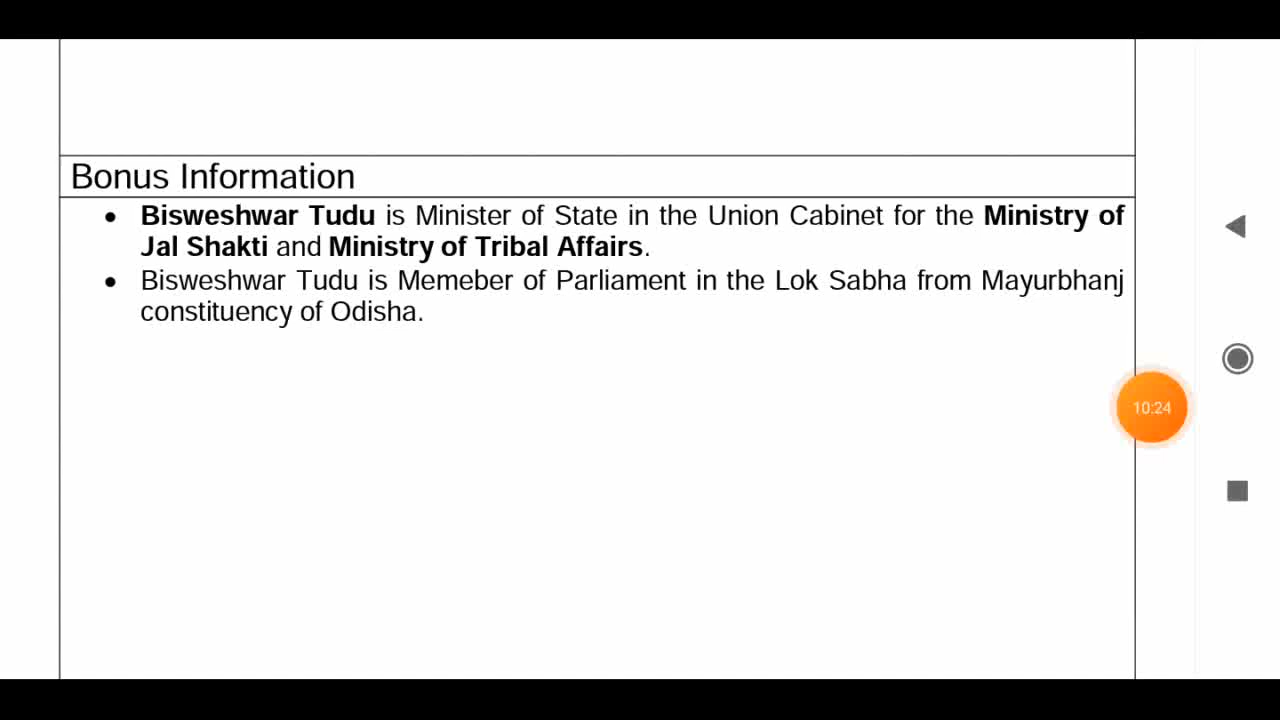 Bonus Information
• Bisweshwar Tudu is Minister of State in the Union Cabinet for the Ministry of
Jal Shakti and Ministry of Tribal Affairs.
• Bisweshwar Tudu is Memeber of Parliament in the Lok Sabha from Mayurbhanj
constituency of Odisha.
10:24